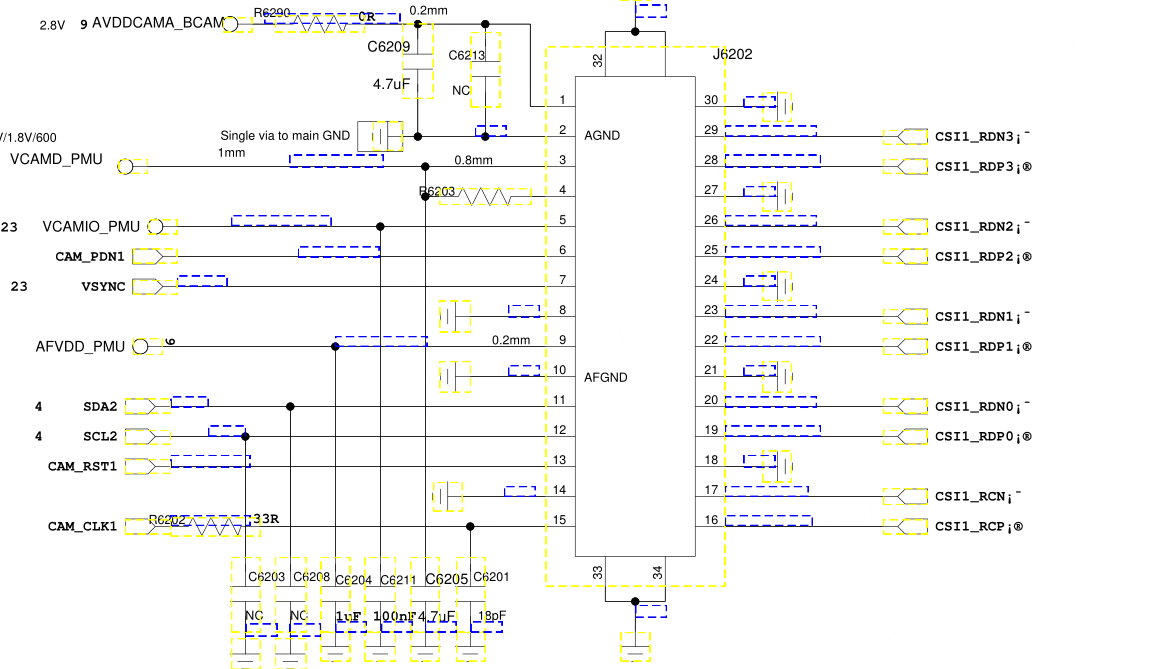 R6290 0R 0.2mm
2.8V 9 AVDDCAMA_BCAM
C6209 C6213 J6202
32
4.7uF NC
1 30
Single via to main GND 2 AGND 29 CSI1_RDN3¡¯
V/1.8V/600
1mm
VCAMD_PMU 0.8mm 3 28 CSI1_RDP3¡®
R6203 4 27
23 VCAMIO_PMU 5 26 CSI1_RDN2¡¯
CAM_PDN1 6 25 CSI1_RDP2¡®
23 VSYNC 7 24
8 23 CSI1_RDN1¡¯
AFVDD_PMU 6 0.2mm 9 22 CSI1_RDP1¡®
10 AFGND 21
4 SDA2 11 20 CSI1_RDN0¡¯
4 SCL2 12 19 CSI1_RDP0¡®
CAM_RST1 13 18
14 17 CSI1_RCN¡¯
CAM_CLK1 R6202 33R 15 16 CSI1_RCP¡®
33 34
C6203 C6208 C6204 C6211 C6205 C6201
NC NC 1uF 100nF 4.7uF 18pF